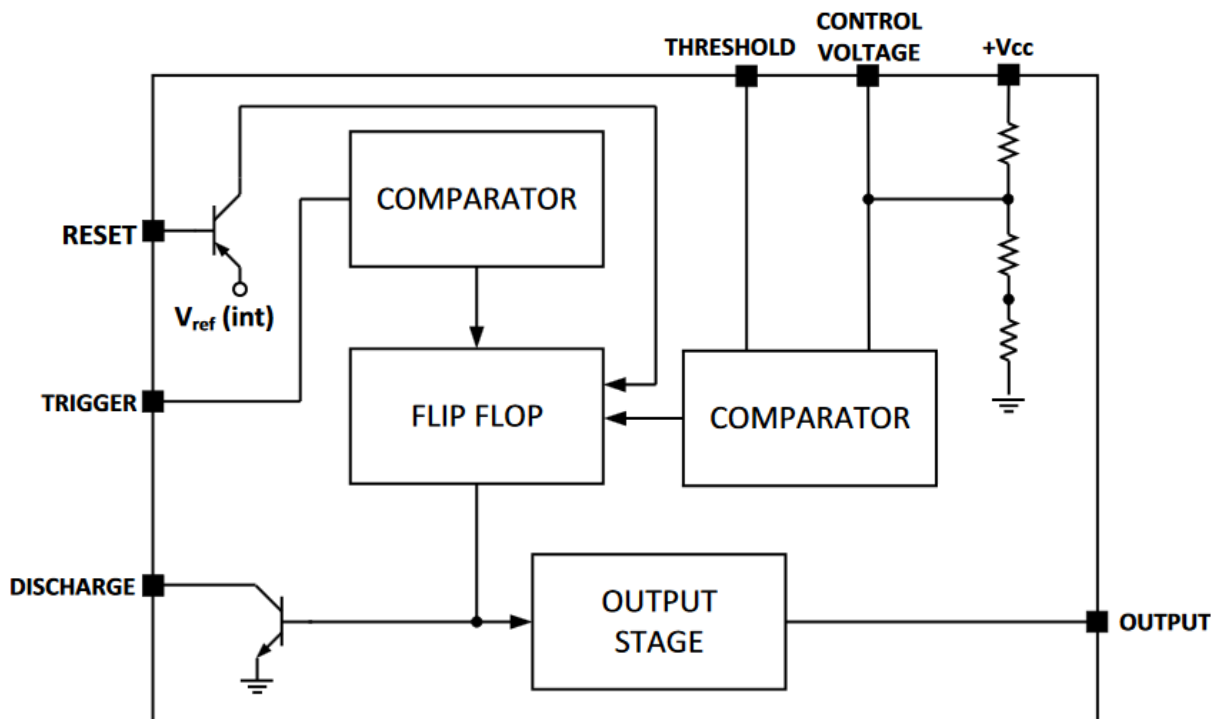 CONTROL
VOLTAGE
THRESHOLD
+Vcc
COMPARATOR
RESET
Vref (int)
TRIGGER
FLIP FLOP
COMPARATOR
DISCHARGE
OUTPUT
STAGE
OUTPUT